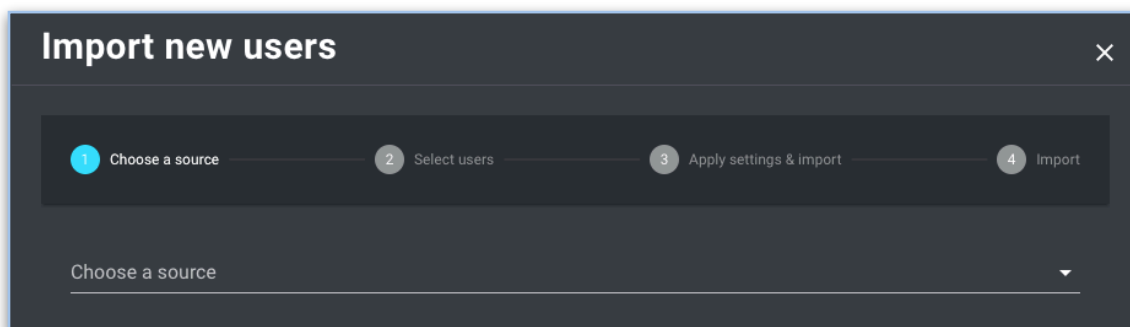 Import new users
1 Choose a source 2 Select users 3 Apply settings & import 4 Import
Choose a source